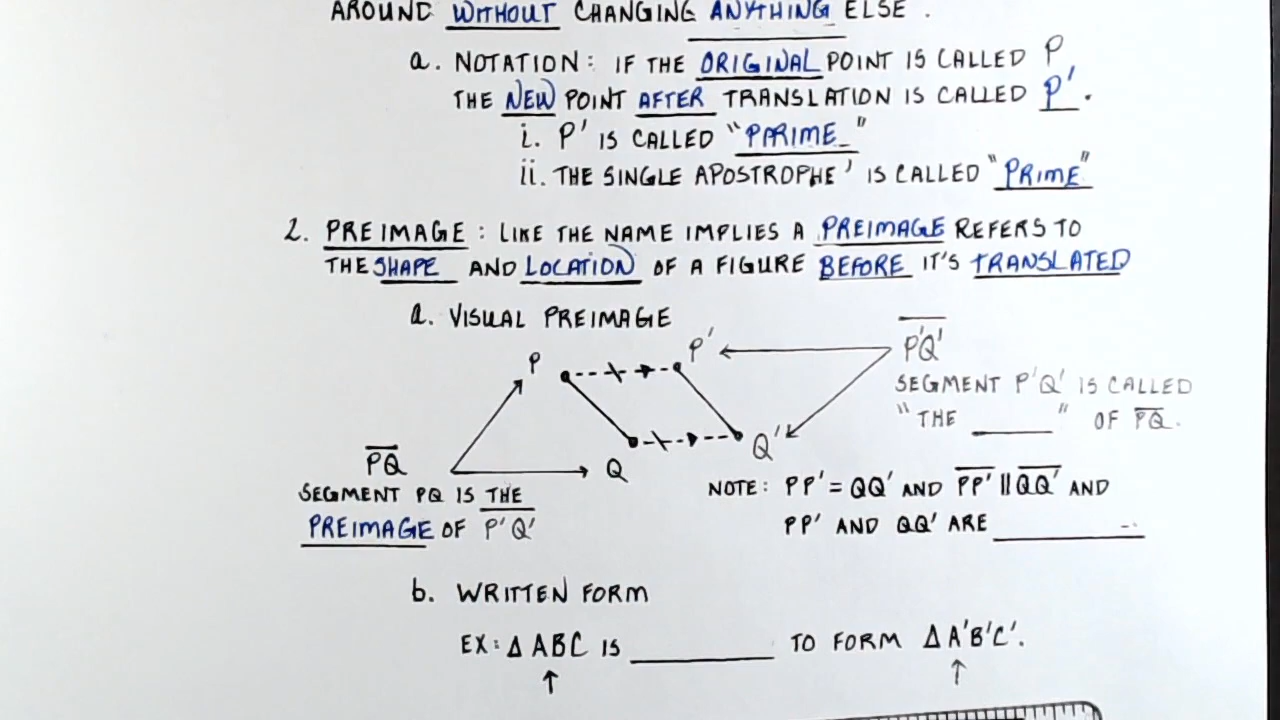 AROUND WITHOUT CHANGING ANYTHING ELSE.
a. NOTATION: IF THE ORIGINAL POINT IS CALLED P
THE NEW POINT AFTER TRANSLATION IS CALLED P'.
i. P' IS CALLED "PPRIME"
ii. THE SINGLE APOSTROPHE ' IS CALLED "PRIME"
2. PREIMAGE: LIKE THE NAME IMPLIES A PREIMAGE REFERS TO
THE SHAPE AND LOCATION OF A FIGURE BEFORE IT'S TRANSLATED
a. VISUAL PREIMAGE
P
P'
P'Q'
SEGMENT P'Q' IS CALLED
"THE ______" OF PQ.
Q'
PQ
Q
SEGMENT PQ IS THE
PREIMAGE OF P'Q'
NOTE: PP' = QQ' AND PP' || QQ' AND
PP' AND QQ' ARE ______.
b. WRITTEN FORM
EX: Δ ABC IS ______ TO FORM Δ A'B'C'.